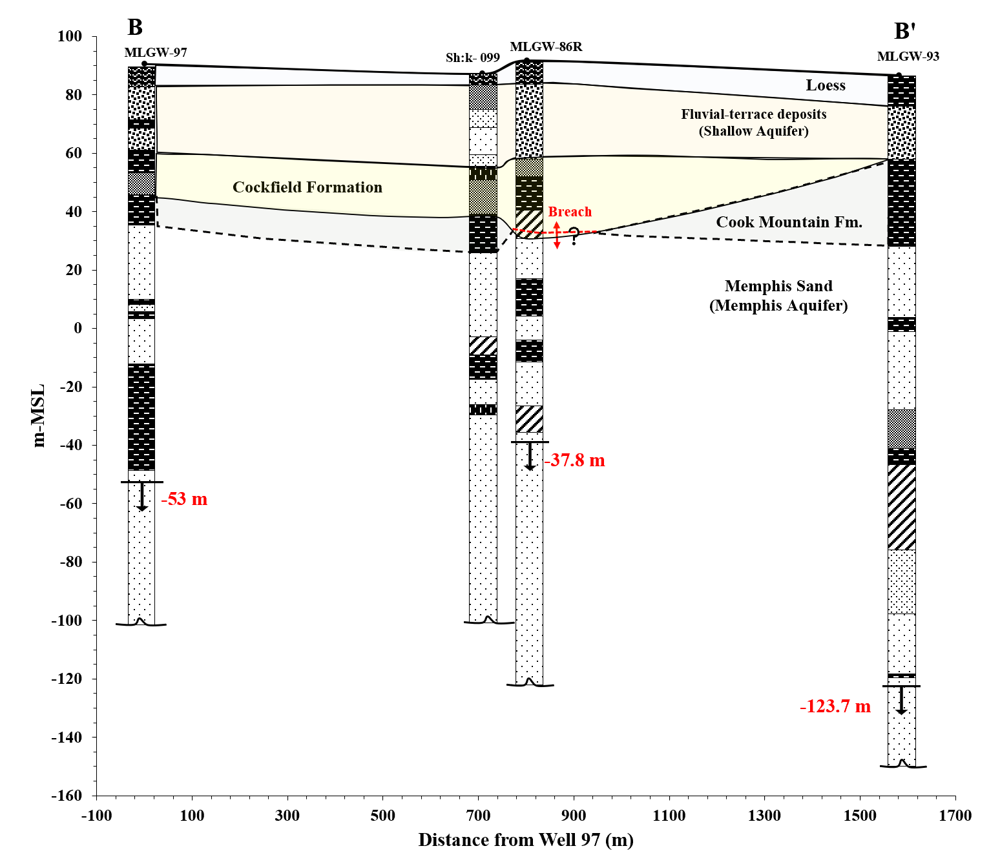 B
B'
MLGW-97
Sh:k- 099
MLGW-86R
MLGW-93
100
80
60
40
20
0
-20
-40
-60
-80
-100
-120
-140
-160
m-MSL
Loess
Fluvial-terrace deposits
(Shallow Aquifer)
Cockfield Formation
Breach
?
Cook Mountain Fm.
Memphis Sand
(Memphis Aquifer)
-37.8 m
-53 m
-123.7 m
-100
100
300
500
700
900
1100
1300
1500
1700
Distance from Well 97 (m)